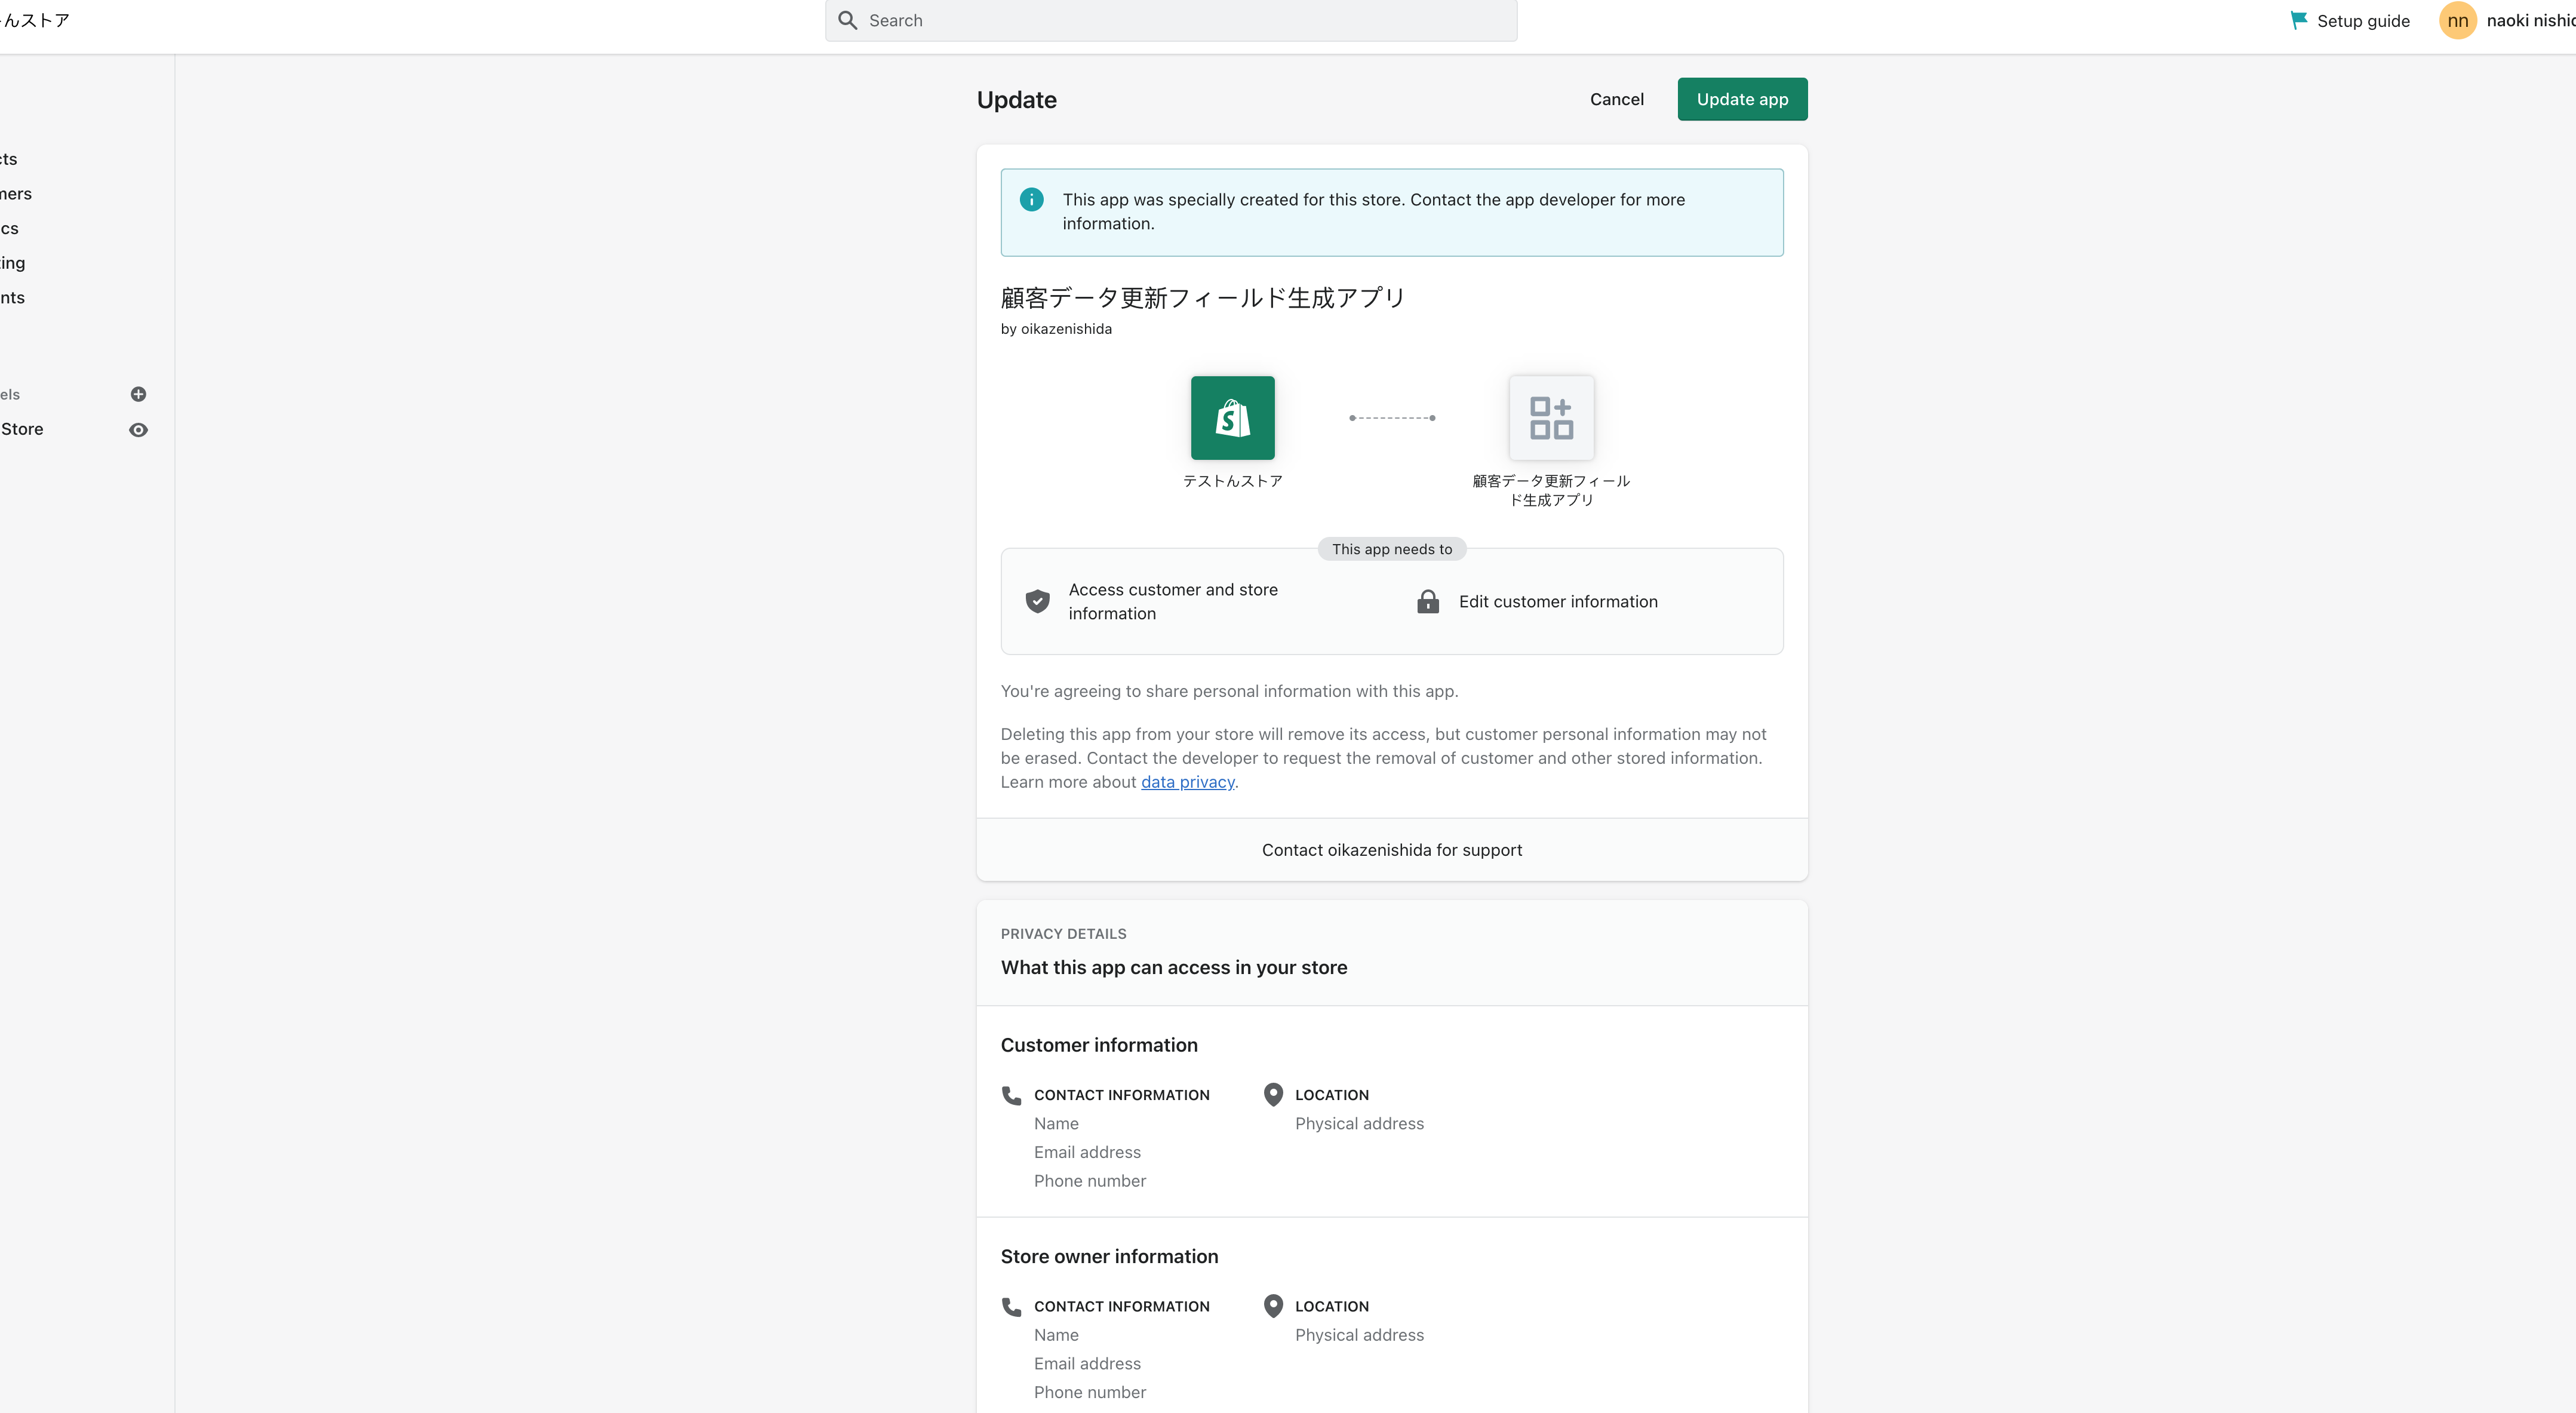 んストア
Search
Setup guide
nn
naoki nishi
Update
Cancel
Update app
cts
mers
ics
ting
nts
els
Store
This app was specially created for this store. Contact the app developer for more
information.
顧客データ更新フィールド生成アプリ
by oikazenishida
S
テストんストア
顧客データ更新フィール
ド生成アプリ
This app needs to
Access customer and store
information
Edit customer information
You're agreeing to share personal information with this app.
Deleting this app from your store will remove its access, but customer personal information may not
be erased. Contact the developer to request the removal of customer and other stored information.
Learn more about data privacy.
Contact oikazenishida for support
PRIVACY DETAILS
What this app can access in your store
Customer information
CONTACT INFORMATION
LOCATION
Name
Physical address
Email address
Phone number
Store owner information
CONTACT INFORMATION
LOCATION
Name
Physical address
Email address
Phone number